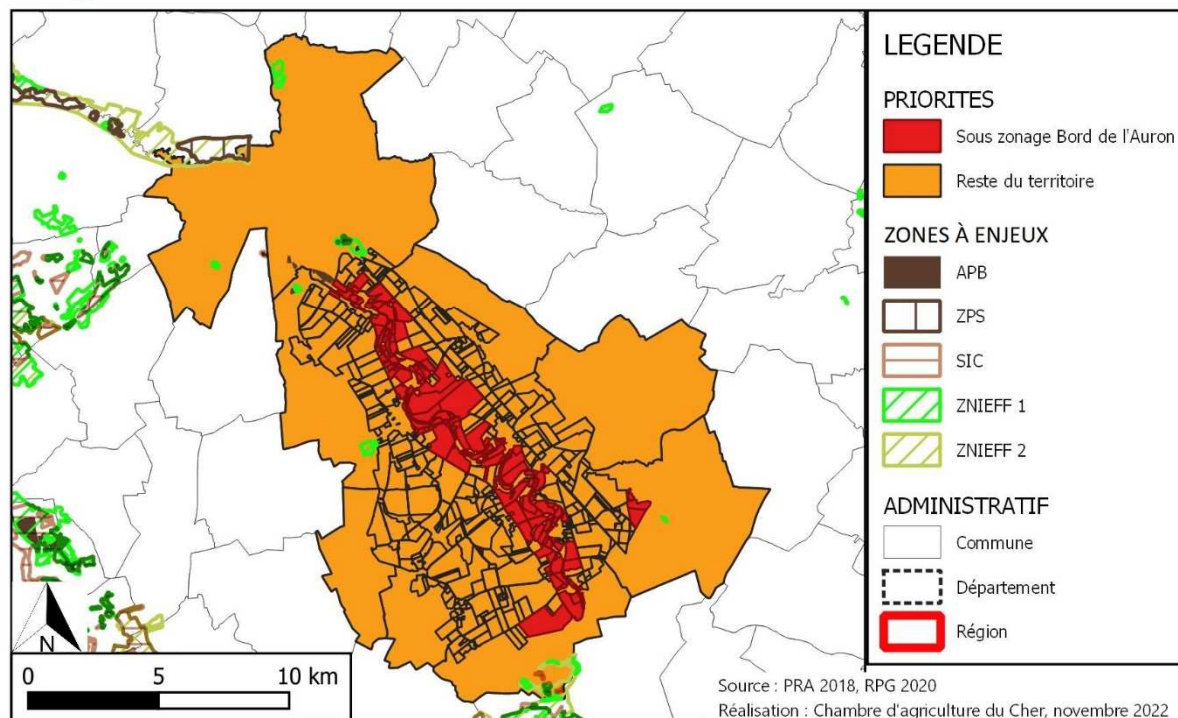 LEGENDE
PRIORITES
Sous zonage Bord de l'Auron
Reste du territoire
ZONES À ENJEUX
APB
ZPS
SIC
ZNIEFF 1
ZNIEFF 2
ADMINISTRATIF
Commune
Département
Région
N
0 5 10 km
Source : PRA 2018, RPG 2020
Réalisation : Chambre d'agriculture du Cher, novembre 2022